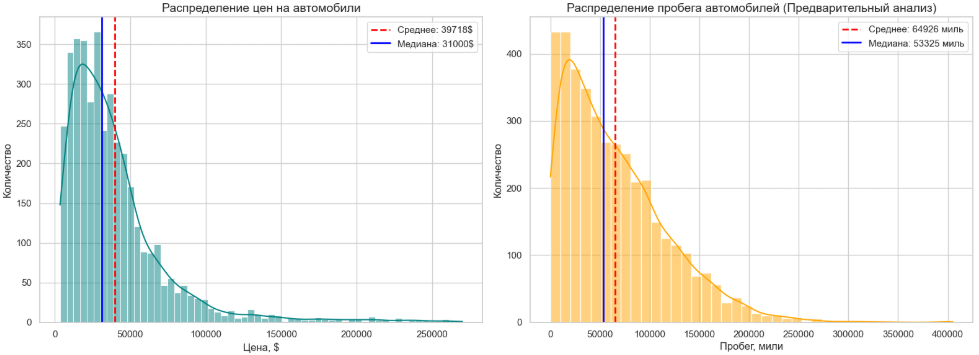 Распределение цен на автомобили
Среднее: 39718$
Медиана: 31000$
Количество
350
300
250
200
150
100
50
0
0
50000
100000
150000
200000
250000
Цена, $
Распределение пробега автомобилей (Предварительный анализ)
Среднее: 64926 миль
Медиана: 53325 миль
Количество
400
300
200
100
0
0
50000
100000
150000
200000
250000
300000
350000
400000
Пробег, мили